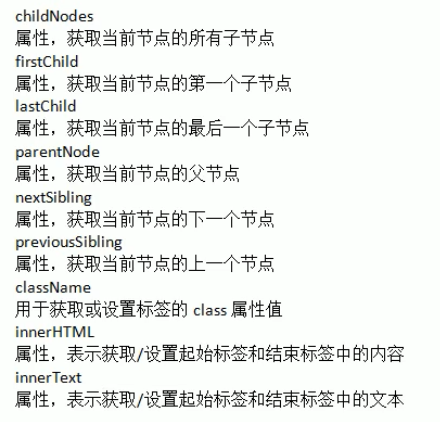 childNodes
属性，获取当前节点的所有子节点
firstChild
属性，获取当前节点的第一个子节点
lastChild
属性，获取当前节点的最后一个子节点
parentNode
属性，获取当前节点的父节点
nextSibling
属性，获取当前节点的下一个节点
previousSibling
属性，获取当前节点的上一个节点
className
用于获取或设置标签的 class 属性值
innerHTML
属性，表示获取/设置起始标签和结束标签中的内容
innerText
属性，表示获取/设置起始标签和结束标签中的文本